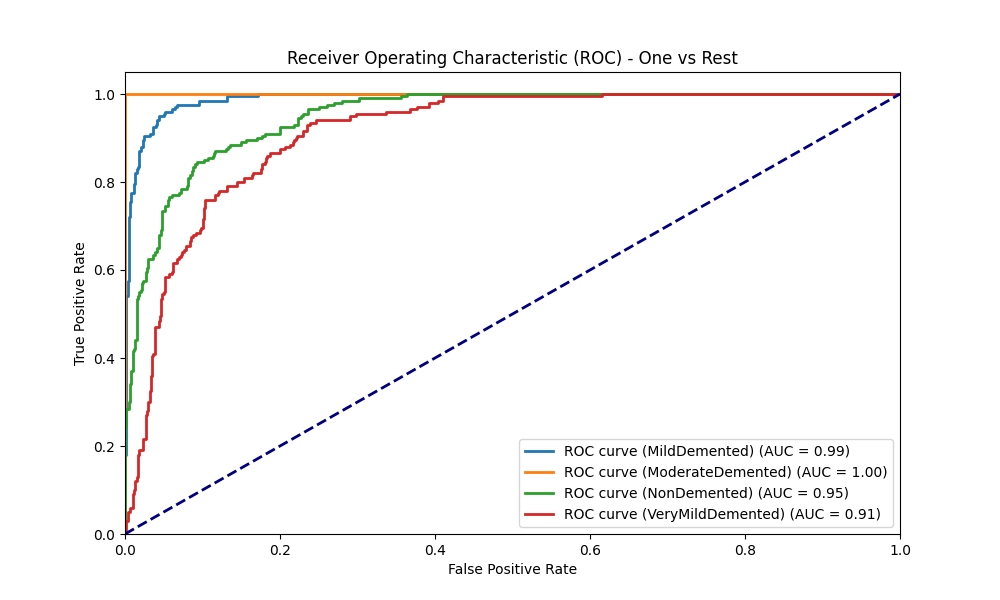 Receiver Operating Characteristic (ROC) - One vs Rest
True Positive Rate
1.0
0.8
0.6
0.4
0.2
0.0
ROC curve (MildDemented) (AUC = 0.99)
ROC curve (ModerateDemented) (AUC = 1.00)
ROC curve (NonDemented) (AUC = 0.95)
ROC curve (VeryMildDemented) (AUC = 0.91)
0.0 0.2 0.4 0.6 0.8 1.0
False Positive Rate